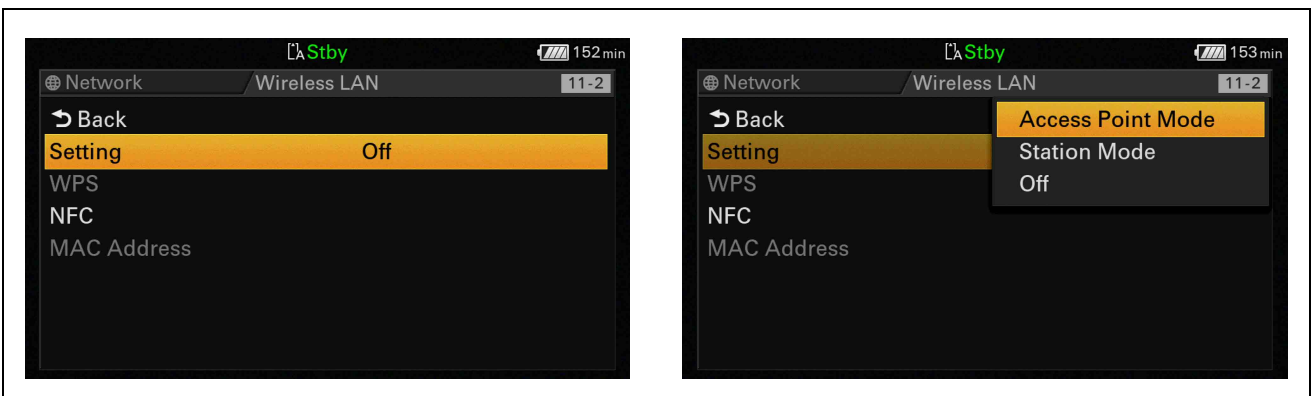 A Stby 152 min
Network Wireless LAN 11-2
Back
Setting Off
WPS
NFC
MAC Address
A Stby 153 min
Network Wireless LAN 11-2
Back Access Point Mode
Setting Station Mode
WPS Off
NFC
MAC Address